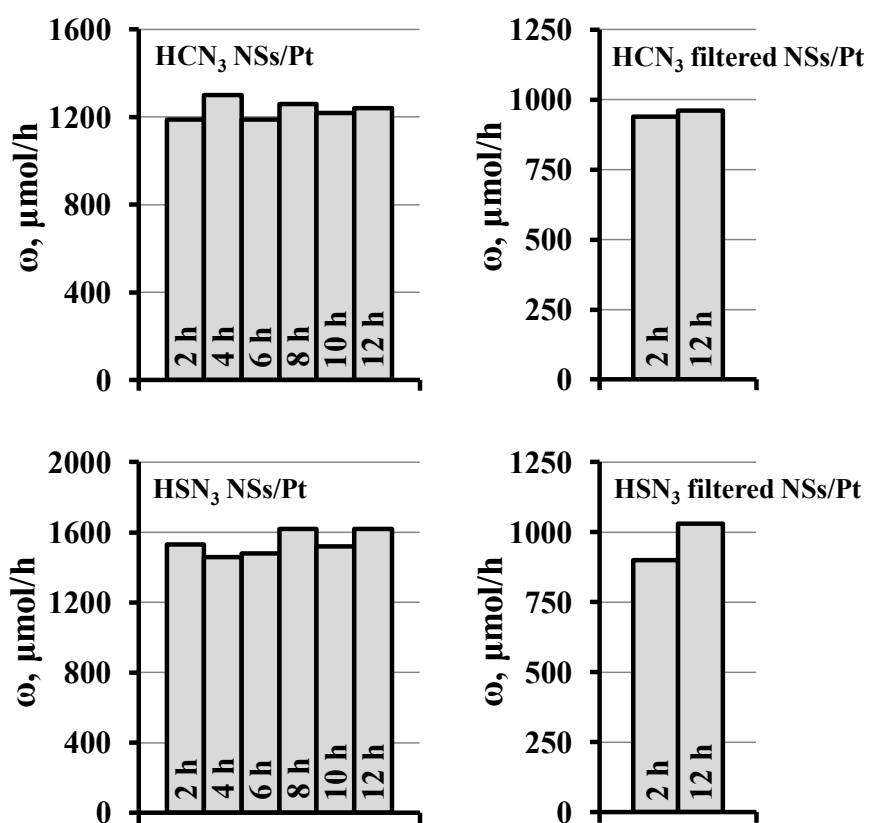 HCN₃ NSs/Pt
ω, μmol/h
1600
1200
800
400
0
2 h
4 h
6 h
8 h
10 h
12 h
HCN₃ filtered NSs/Pt
ω, μmol/h
1250
1000
750
500
250
0
2 h
12 h
HSN₃ NSs/Pt
ω, μmol/h
2000
1600
1200
800
400
0
2 h
4 h
6 h
8 h
10 h
12 h
HSN₃ filtered NSs/Pt
ω, μmol/h
1250
1000
750
500
250
0
2 h
12 h